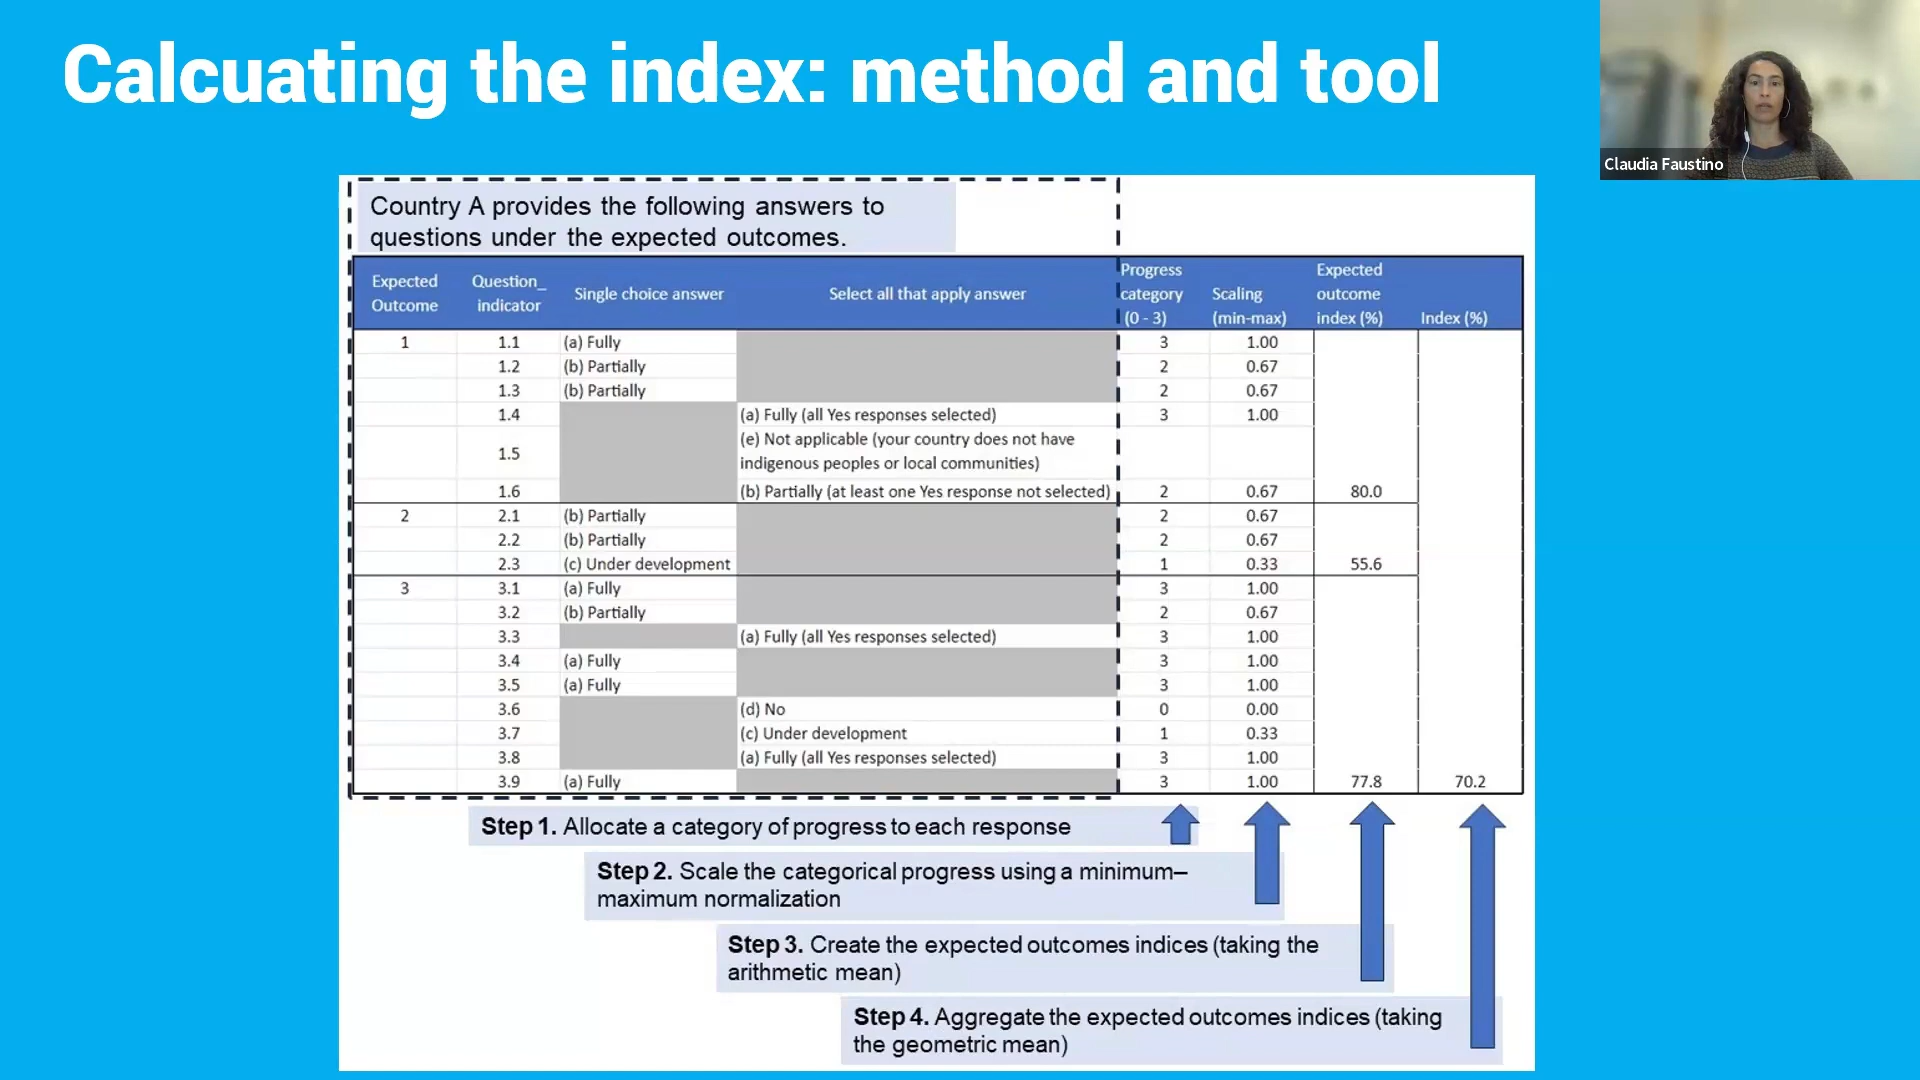 Calcuating the index: method and tool
Claudia Faustino
Country A provides the following answers to
questions under the expected outcomes.
Expected Outcome	Question_ indicator	Single choice answer	Select all that apply answer	Progress category (0 - 3)	Scaling (min-max)	Expected outcome index (%)	Index (%)
1	1.1	(a) Fully	3	1.00
1.2	(b) Partially	2	0.67
1.3	(b) Partially	2	0.67
1.4	(a) Fully (all Yes responses selected)	3	1.00
1.5	(e) Not applicable (your country does not have
indigenous peoples or local communities)
1.6	(b) Partially (at least one Yes response not selected)	2	0.67	80.0
2	2.1	(b) Partially	2	0.67
2.2	(b) Partially	2	0.67
2.3	(c) Under development	1	0.33	55.6
3	3.1	(a) Fully	3	1.00
3.2	(b) Partially	2	0.67
3.3	(a) Fully (all Yes responses selected)	3	1.00
3.4	(a) Fully	3	1.00
3.5	(a) Fully	3	1.00
3.6	(d) No	0	0.00
3.7	(c) Under development	1	0.33
3.8	(a) Fully (all Yes responses selected)	3	1.00
3.9	(a) Fully	3	1.00	77.8	70.2
Step 1. Allocate a category of progress to each response
Step 2. Scale the categorical progress using a minimum–
maximum normalization
Step 3. Create the expected outcomes indices (taking the
arithmetic mean)
Step 4. Aggregate the expected outcomes indices (taking
the geometric mean)